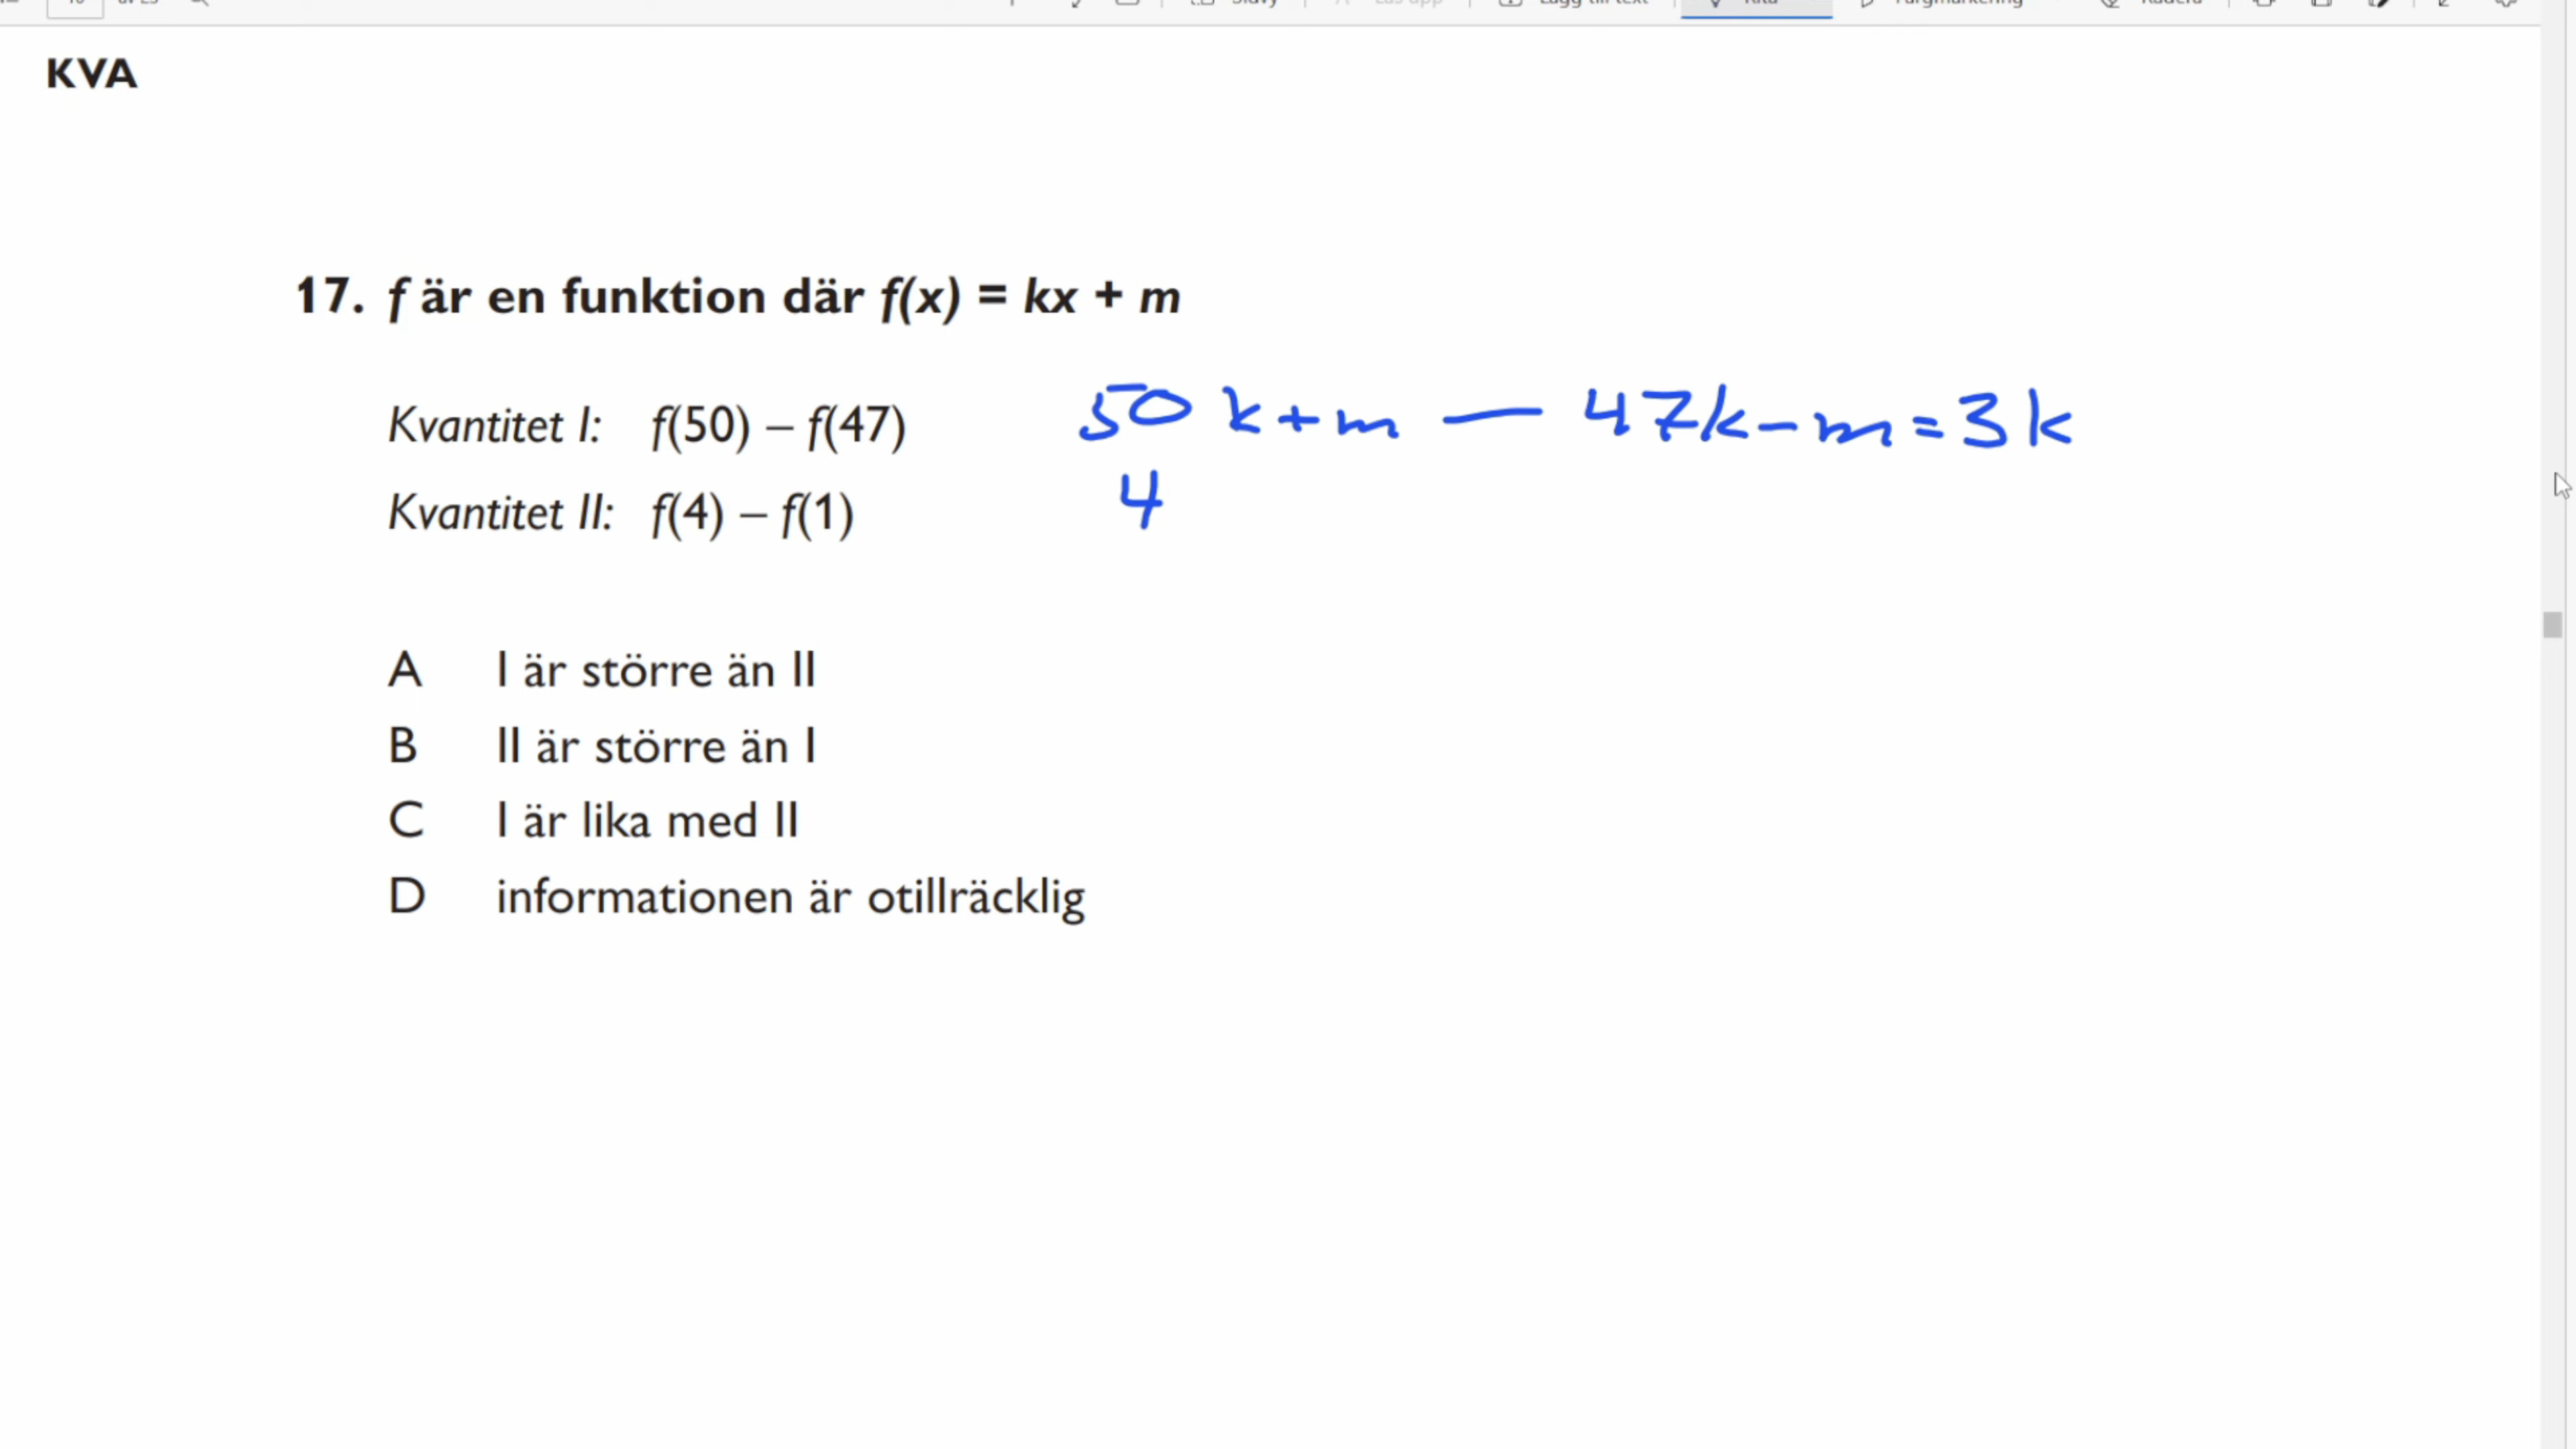 KVA
17. f är en funktion där f(x) = kx + m
Kvantitet I: f(50) – f(47) 50 k + m — 47k – m = 3 k
Kvantitet II: f(4) – f(1) 4
A I är större än II
B II är större än I
C I är lika med II
D informationen är otillräcklig